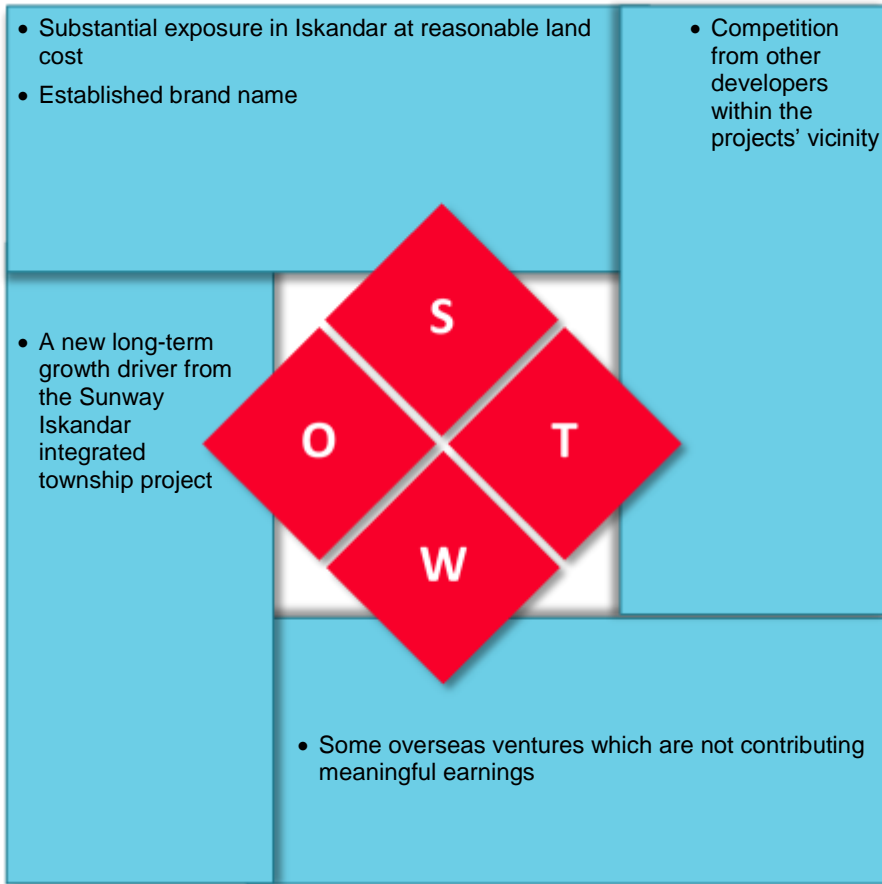 • Substantial exposure in Iskandar at reasonable land
cost
• Established brand name
• Competition
from other
developers
within the
projects’ vicinity
S
• A new long-term
growth driver from
the Sunway
Iskandar
integrated
township project
O
T
W
• Some overseas ventures which are not contributing
meaningful earnings